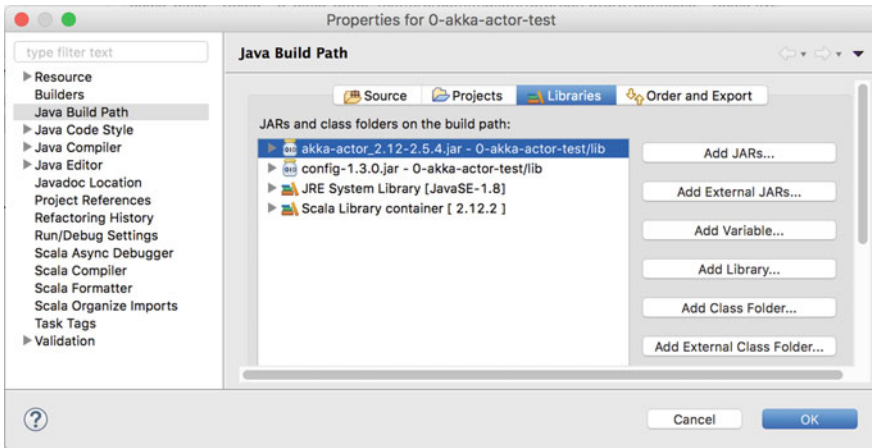 Properties for 0-akka-actor-test
type filter text
Java Build Path
Resource
Builders
Java Build Path
Java Code Style
Java Compiler
Java Editor
Javadoc Location
Project References
Refactoring History
Run/Debug Settings
Scala Async Debugger
Scala Compiler
Scala Formatter
Scala Organize Imports
Task Tags
Validation
Source Projects Libraries Order and Export
JARs and class folders on the build path:
akka-actor_2.12-2.5.4.jar - 0-akka-actor-test/lib
config-1.3.0.jar - 0-akka-actor-test/lib
JRE System Library [JavaSE-1.8]
Scala Library container [ 2.12.2 ]
Add JARs...
Add External JARs...
Add Variable...
Add Library...
Add Class Folder...
Add External Class Folder...
?
Cancel OK